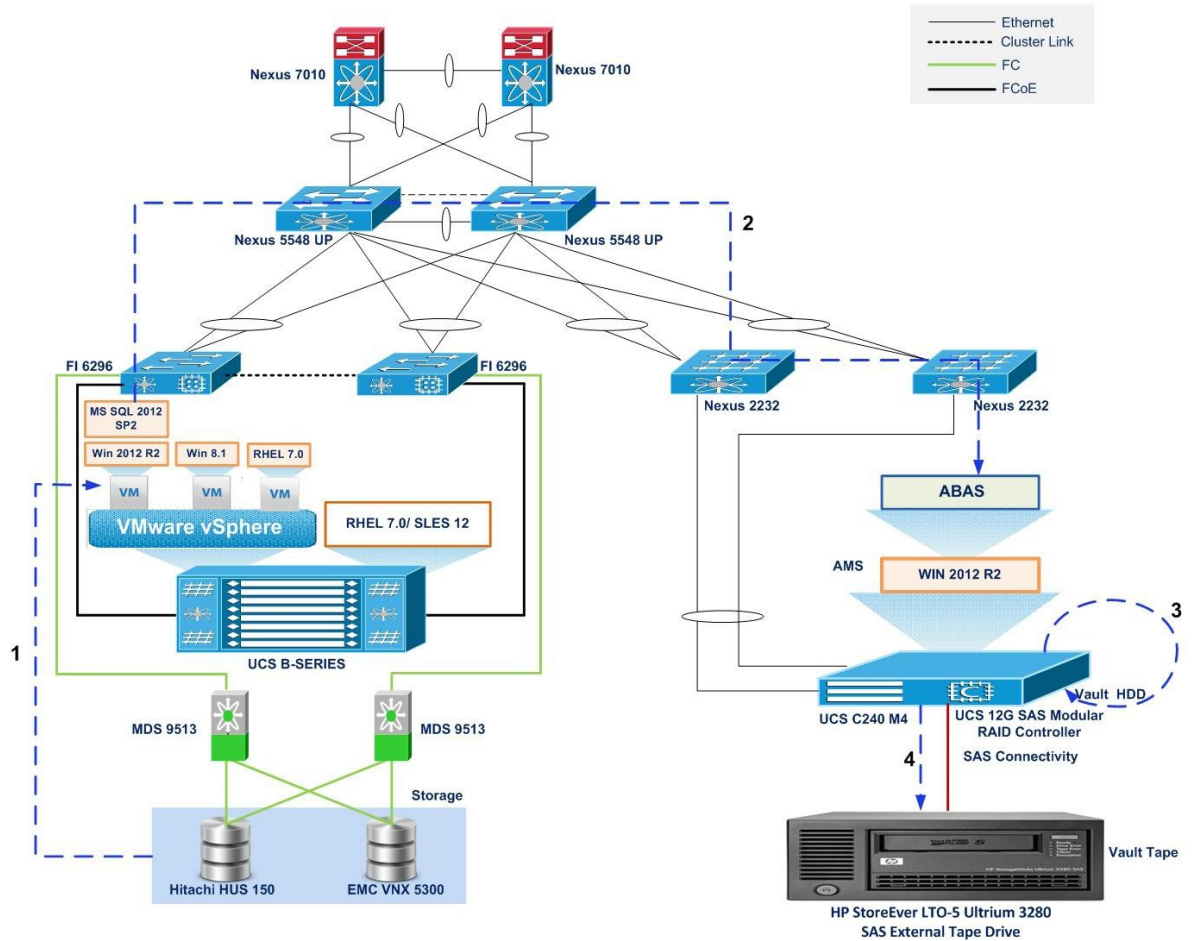 Ethernet
Cluster Link
FC
FCoE
Nexus 7010
Nexus 7010
Nexus 5548 UP
Nexus 5548 UP
2
FI 6296
FI 6296
Nexus 2232
Nexus 2232
MS SQL 2012
SP2
Win 2012 R2
Win 8.1
RHEL 7.0
VM
VM
VM
VMware vSphere
RHEL 7.0/ SLES 12
ABAS
AMS
WIN 2012 R2
UCS B-SERIES
1
3
Vault HDD
UCS C240 M4
UCS 12G SAS Modular
RAID Controller
SAS Connectivity
MDS 9513
MDS 9513
4
Storage
Hitachi HUS 150
EMC VNX 5300
Vault Tape
HP StoreEver LTO-5 Ultrium 3280
SAS External Tape Drive